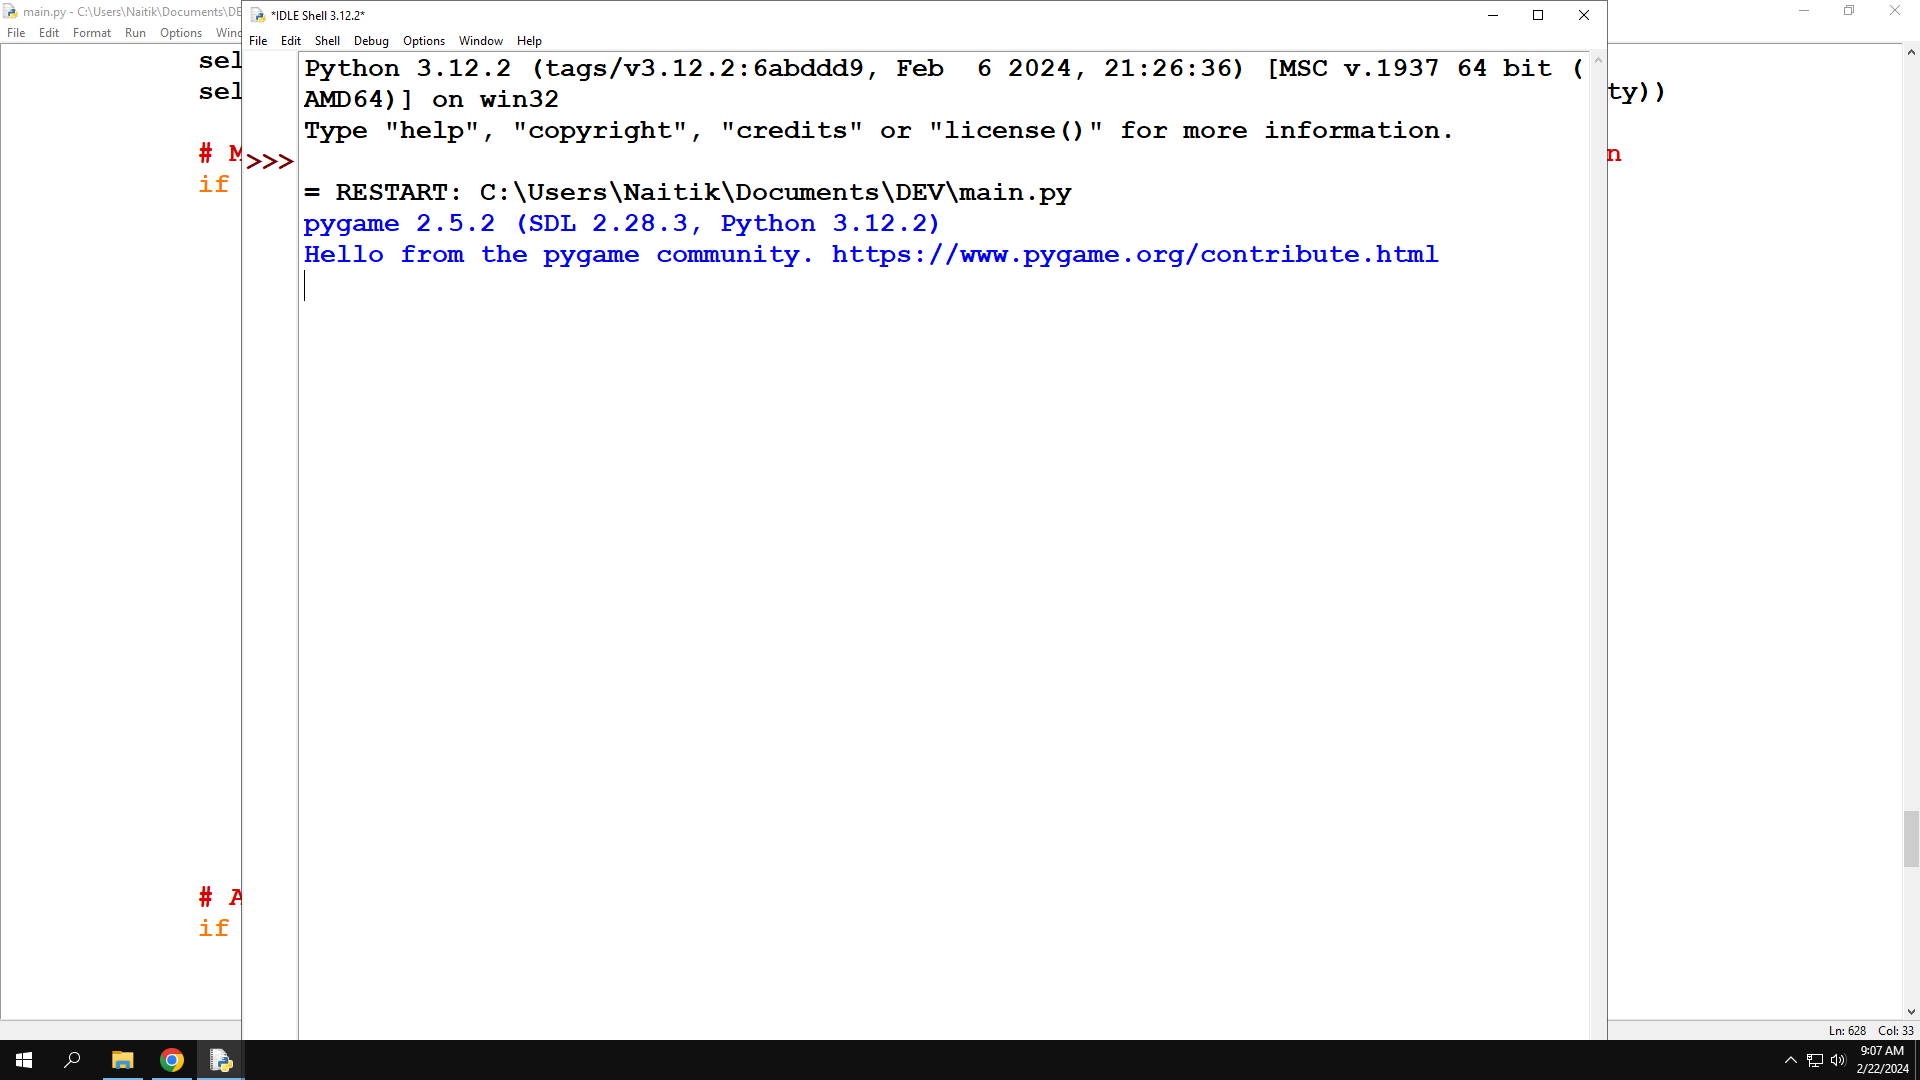 main.py - C:\Users\Naitik\Documents\DE
File Edit Format Run Options Wind
sel
sel
# M
if
# A
if
*IDLE Shell 3.12.2*
File Edit Shell Debug Options Window Help
Python 3.12.2 (tags/v3.12.2:6abddd9, Feb  6 2024, 21:26:36) [MSC v.1937 64 bit (
AMD64)] on win32
Type "help", "copyright", "credits" or "license()" for more information.
>>>
= RESTART: C:\Users\Naitik\Documents\DEV\main.py
pygame 2.5.2 (SDL 2.28.3, Python 3.12.2)
Hello from the pygame community. https://www.pygame.org/contribute.html
ty))
n
Ln: 628 Col: 33
9:07 AM
2/22/2024